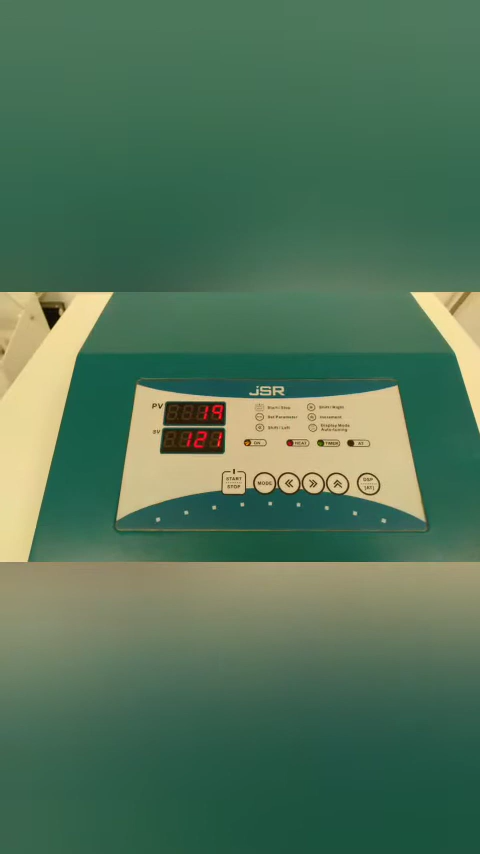 JSR
PV 19
SV 121
Start / Stop
Shift / Right
Set Parameter
Increment
Shift / Left
Display Mode
Auto-tuning
ON
HEAT
TIMER
AT
START
STOP
MODE
DSP
(AT)